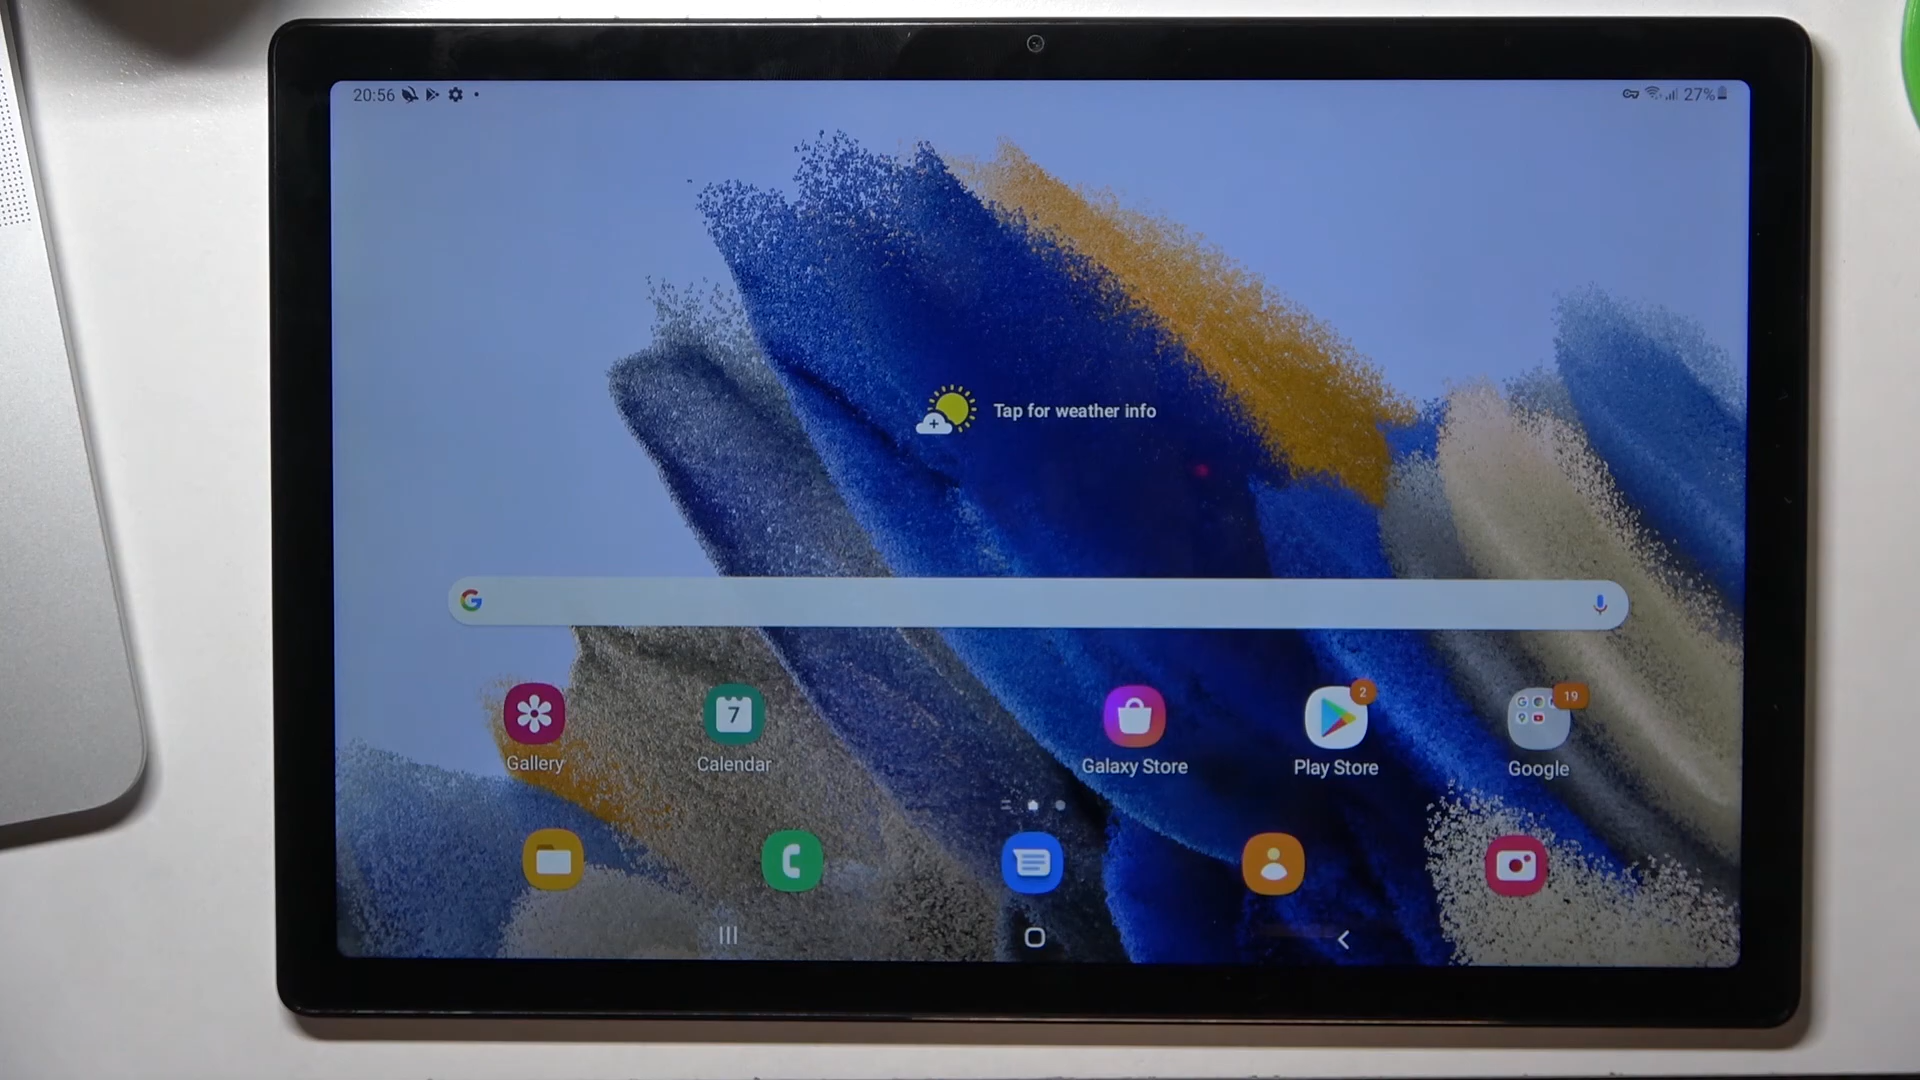 20:56
27%
Tap for weather info
G
2
19
7
Gallery
Calendar
Galaxy Store
Play Store
Google